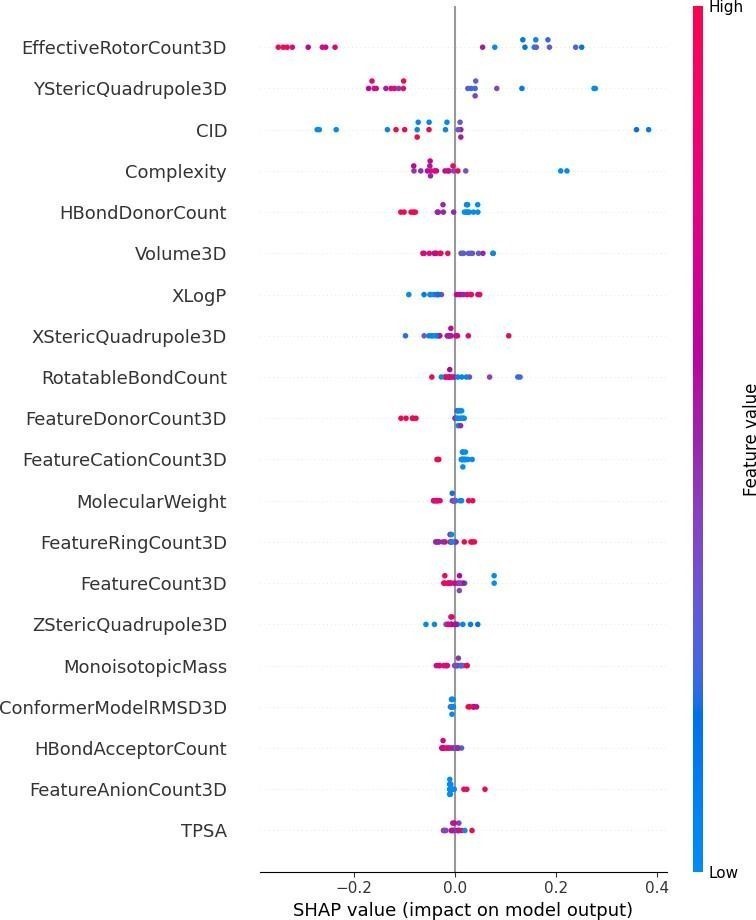 High
EffectiveRotorCount3D
YStericQuadrupole3D
CID
Complexity
HBondDonorCount
Volume3D
XLogP
XStericQuadrupole3D
RotatableBondCount
FeatureDonorCount3D
FeatureCationCount3D
MolecularWeight
FeatureRingCount3D
FeatureCount3D
ZStericQuadrupole3D
MonoisotopicMass
ConformerModelRMSD3D
HBondAcceptorCount
FeatureAnionCount3D
TPSA
Feature value
Low
−0.2 0.0 0.2 0.4
SHAP value (impact on model output)